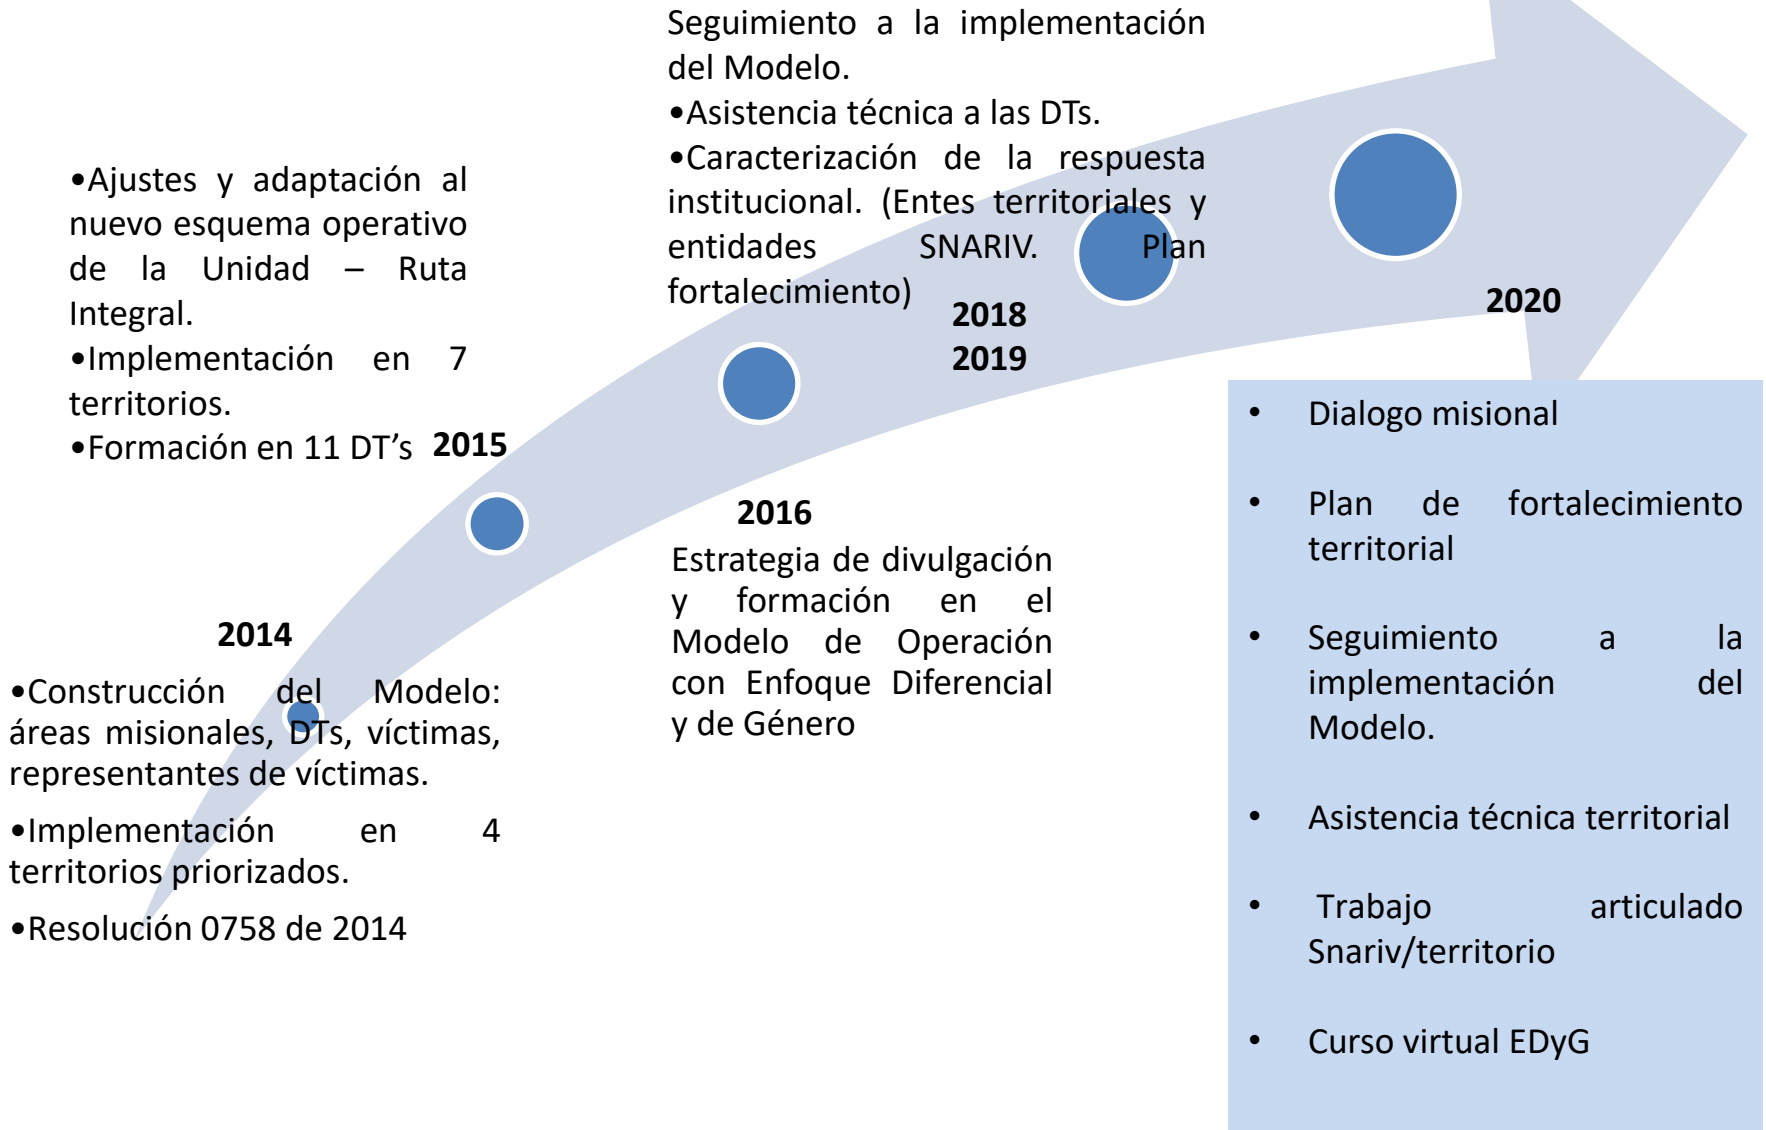 •Ajustes y adaptación al
nuevo esquema operativo
de la Unidad – Ruta
Integral.
•Implementación en 7
territorios.
•Formación en 11 DT’s
2015
2014
•Construcción del Modelo:
áreas misionales, DTs, víctimas,
representantes de víctimas.
•Implementación en 4
territorios priorizados.
•Resolución 0758 de 2014
Seguimiento a la implementación
del Modelo.
•Asistencia técnica a las DTs.
•Caracterización de la respuesta
institucional. (Entes territoriales y
entidades SNARIV. Plan
fortalecimiento)
2018
2019
2016
Estrategia de divulgación
y formación en el
Modelo de Operación
con Enfoque Diferencial
y de Género
2020
• Dialogo misional
• Plan de fortalecimiento
territorial
• Seguimiento a la
implementación del
Modelo.
• Asistencia técnica territorial
• Trabajo articulado
Snariv/territorio
• Curso virtual EDyG